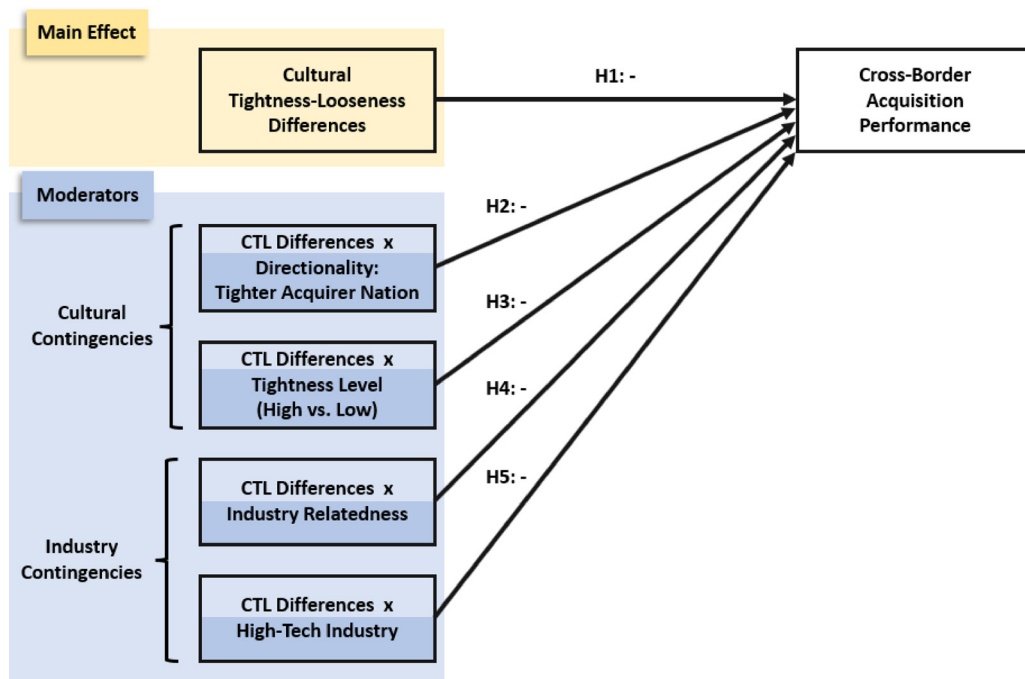 Main Effect
Cultural
Tightness-Looseness
Differences
H1: -
Cross-Border
Acquisition
Performance
Moderators
Cultural
Contingencies
CTL Differences x
Directionality:
Tighter Acquirer Nation
H2: -
CTL Differences x
Tightness Level
(High vs. Low)
H3: -
Industry
Contingencies
CTL Differences x
Industry Relatedness
H4: -
CTL Differences x
High-Tech Industry
H5: -